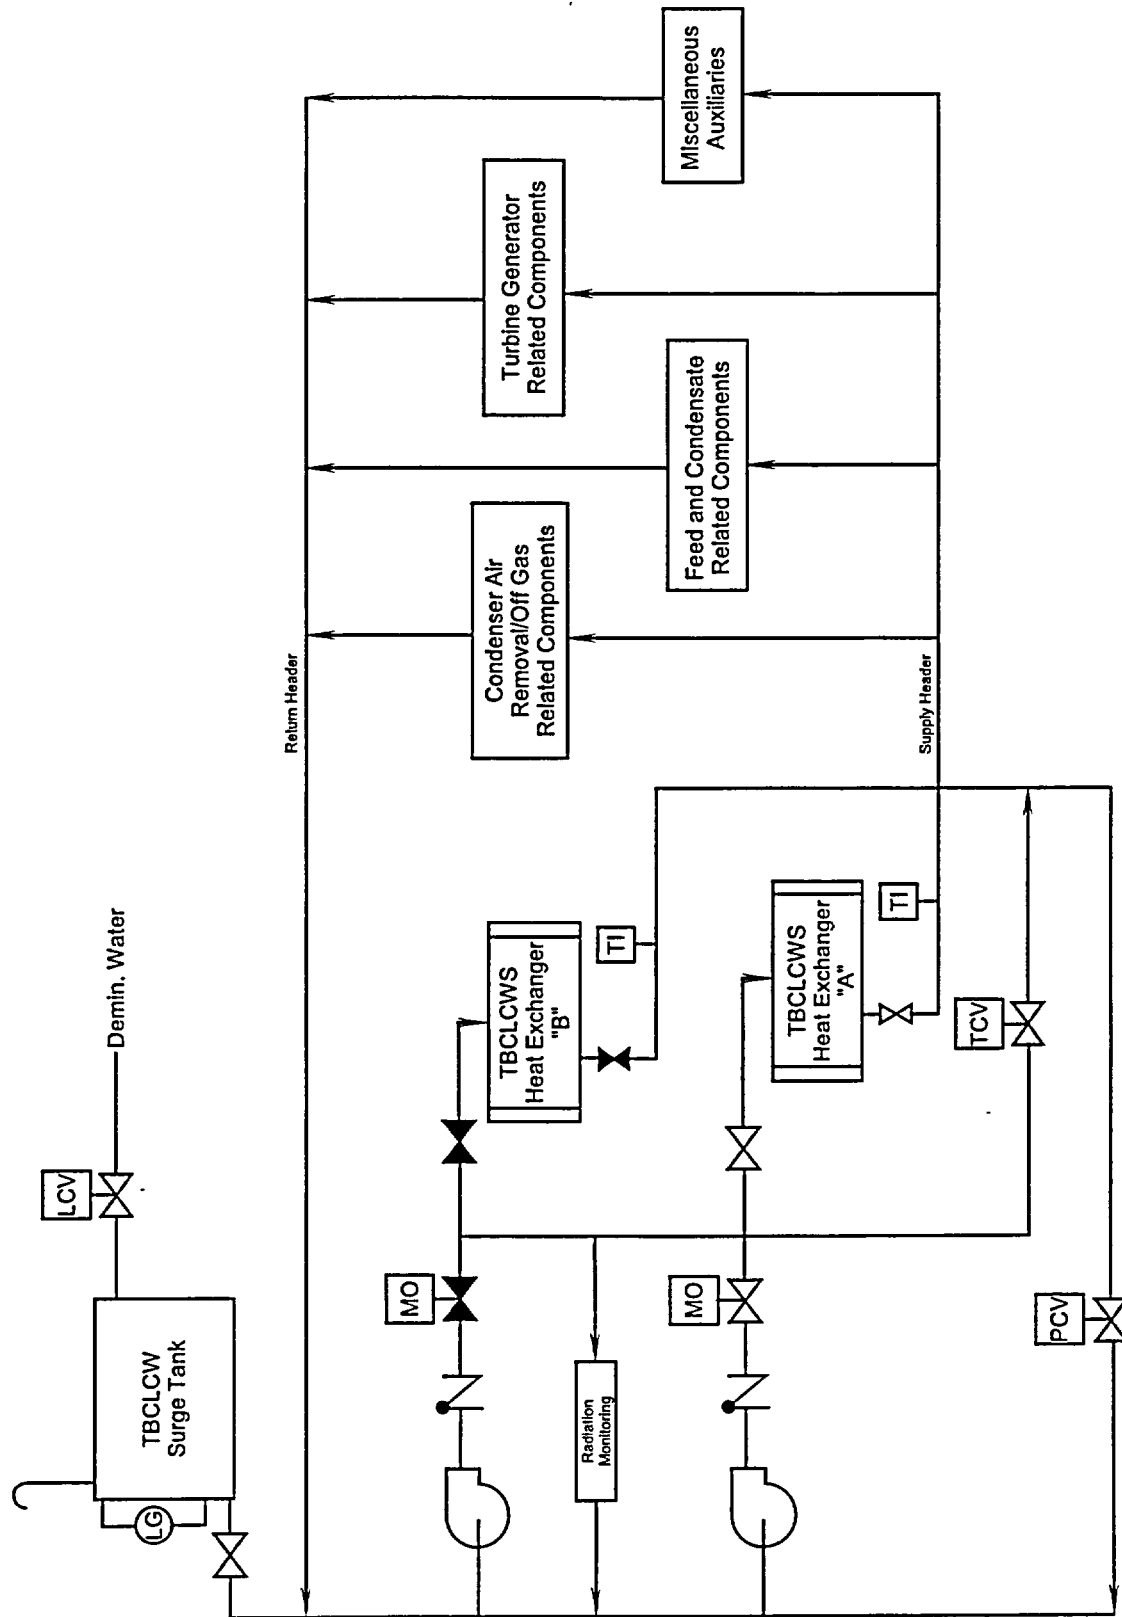 TBCLCW
Surge Tank
LG
LCV
Demin. Water
Return Header
Condenser Air
Removal/Off Gas
Related Components
Turbine Generator
Related Components
Feed and Condensate
Related Components
Miscellaneous
Auxiliaries
MO
TBCLCWS
Heat Exchanger
"B"
TI
Radiation
Monitoring
MO
TBCLCWS
Heat Exchanger
"A"
TI
Supply Header
TCV
PCV